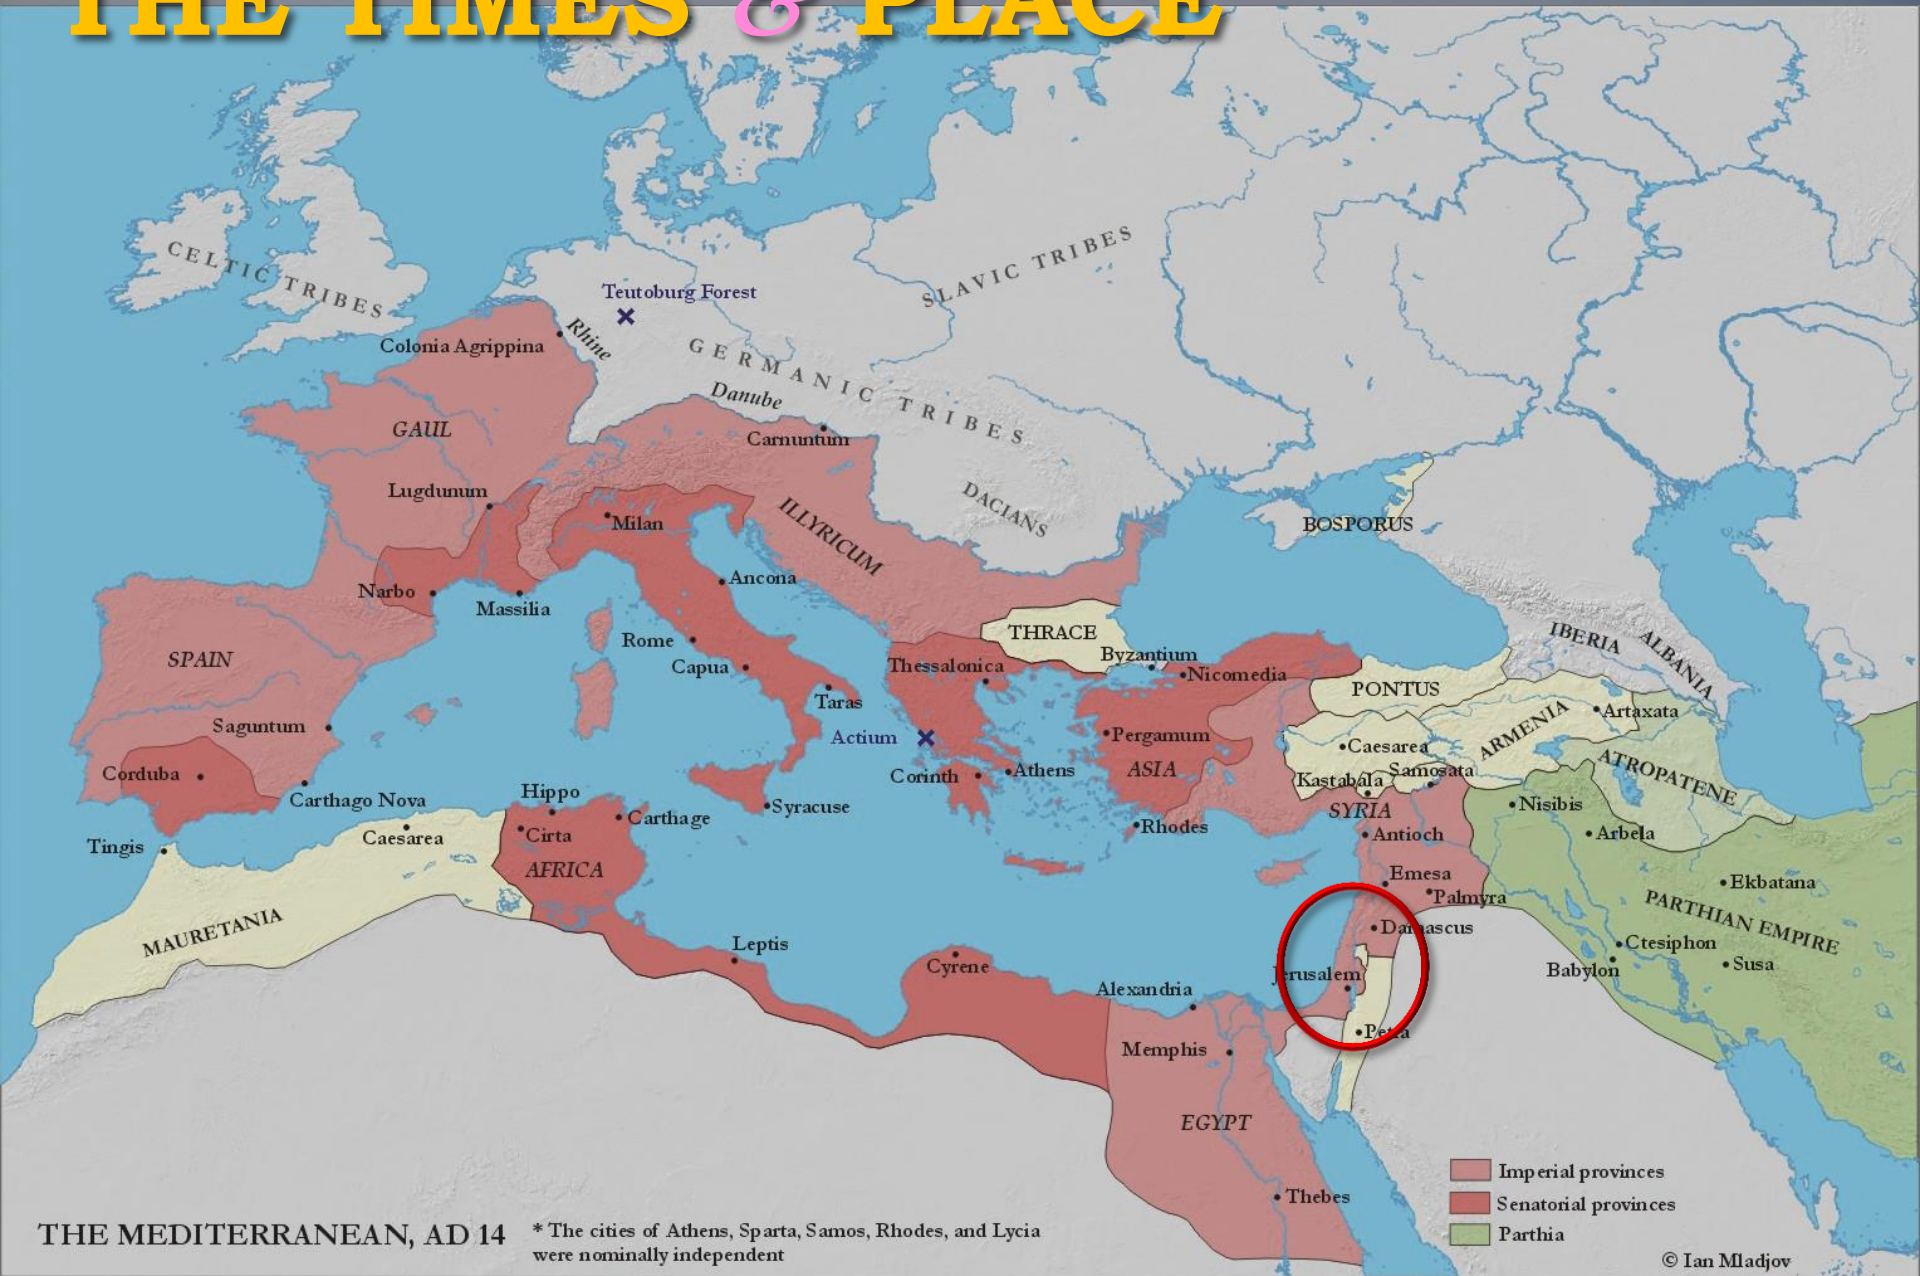 THE TIMES & PLACE
CELTIC TRIBES
SLAVIC TRIBES
Teutoburg Forest
Rhine
Colonia Agrippina
GERMANIC TRIBES
Danube
GAUL
Carnuntum
Lugdunum
DACIANS
Milan
ILLYRICUM
BOSPORUS
Narbo
Massilia
Ancona
SPAIN
Rome
Capua
THRACE
Byzantium
Thessalonica
Nicomedia
IBERIA
ALBANIA
PONTUS
Taras
Saguntum
Actium
Pergamum
Artaxata
ARMENIA
Caesarea
Corduba
Corinth
Athens
ASIA
Kastabala
Samosata
ATROPATENE
Carthago Nova
Hippo
Carthage
Syracuse
SYRIA
Nisibis
Tingis
Caesarea
Cirta
Rhodes
Antioch
Arbela
AFRICA
Emesa
Ekbatana
Palmyra
MAURETANIA
PARTHIAN EMPIRE
Damascus
Leptis
Cyrene
Ctesiphon
Jerusalem
Babylon
Susa
Alexandria
Petra
Memphis
EGYPT
Thebes
Imperial provinces
Senatorial provinces
Parthia
THE MEDITERRANEAN, AD 14
* The cities of Athens, Sparta, Samos, Rhodes, and Lycia
were nominally independent
© Ian Mladjov